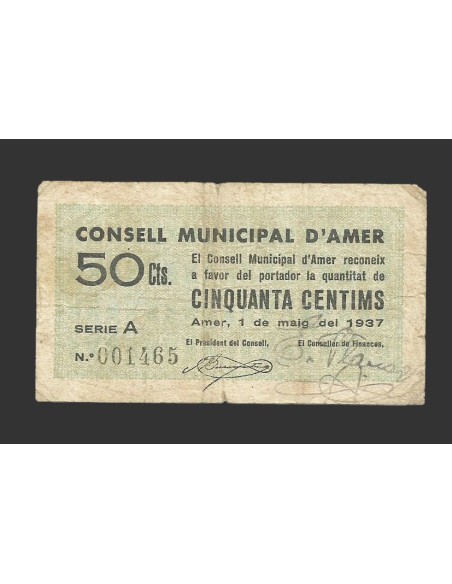 CONSELL MUNICIPAL D'AMER
50 Cts.
El Consell Municipal d'Amer reconeix
a favor del portador la quantitat de
CINQUANTA CENTIMS
Amer, 1 de maig del 1937
SERIE A
El President del Consell, El Conseller de Finances,
N.º 001465